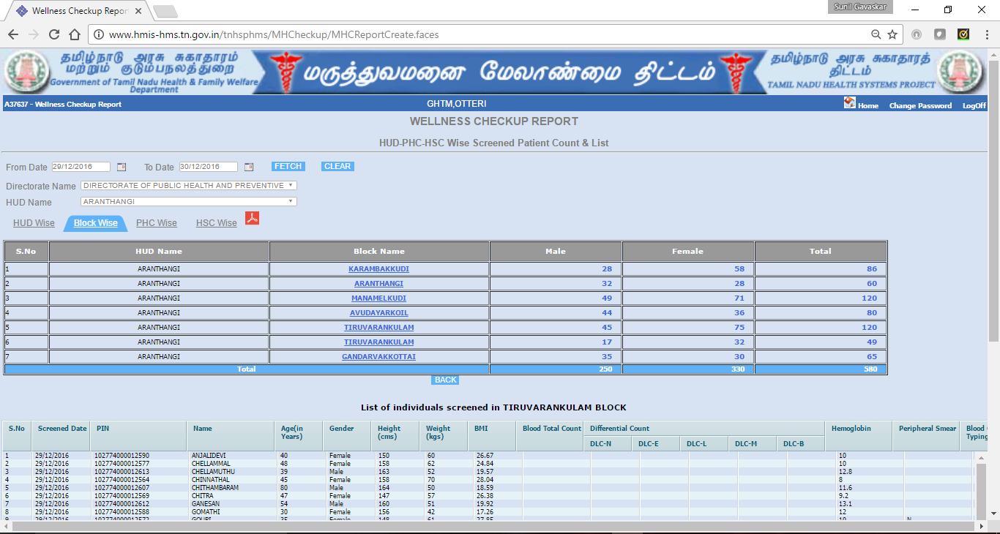 Sunil Gavaskar
Wellness Checkup Repor
www.hmis-hms.tn.gov.in/tnhsphms/MHCheckup/MHCReportCreate.faces
தமிழ்நாடு அரசு சுகாதாரம்
மற்றும் குடும்பநலத்துறை
Government of Tamil Nadu Health & Family Welfare
Department
மருத்துவமனை மேலாண்மை திட்டம்
தமிழ்நாடு அரசு சுகாதாரத்
திட்டம்
TAMIL NADU HEALTH SYSTEMS PROJECT
A37637 - Wellness Checkup Report GHTM,OTTERI Home Change Password LogOff
WELLNESS CHECKUP REPORT
HUD-PHC-HSC Wise Screened Patient Count & List
From Date 29/12/2016 To Date 30/12/2016 FETCH CLEAR
Directorate Name DIRECTORATE OF PUBLIC HEALTH AND PREVENTIVE
HUD Name ARANTHANGI
HUD Wise Block Wise PHC Wise HSC Wise
S.No HUD Name Block Name Male Female Total
1 ARANTHANGI KARAMBAKKUDI 28 58 86
2 ARANTHANGI ARANTHANGI 32 28 60
3 ARANTHANGI MANAMELKUDI 49 71 120
4 ARANTHANGI AVUDAYARKOIL 44 36 80
5 ARANTHANGI TIRUVARANKULAM 45 75 120
6 ARANTHANGI TIRUVARANKULAM 17 32 49
7 ARANTHANGI GANDARVAKKOTTAI 35 30 65
Total 250 330 580
BACK
List of individuals screened in TIRUVARANKULAM BLOCK
S.No Screened Date PIN Name Age(in Gender Height Weight BMI Blood Total Count Differential Count Hemoglobin Peripheral Smear Blood
Years) (cms) (kgs) Typing
DLC-N DLC-E DLC-L DLC-M DLC-B
1 29/12/2016 102774000012590 ANJALIDEVI 40 Female 150 60 26.67 10
2 29/12/2016 102774000012577 CHELLAMMAL 48 Female 158 62 24.84 10
3 29/12/2016 102774000012613 CHELLAMUTHU 39 Male 163 52 19.57 12.8
4 29/12/2016 102774000012564 CHINNATHAL 45 Female 158 70 28.04 8
5 29/12/2016 102774000012607 CHITHAMBARAM 80 Male 164 50 18.59 11.6
6 29/12/2016 102774000012569 CHITRA 47 Female 147 57 26.38 9.2
7 29/12/2016 102774000012612 GANESAN 54 Male 160 51 19.92 13.1
8 29/12/2016 102774000012588 GOMATHI 30 Female 156 42 17.26 12
9 29/12/2016 102774000012572 GOURI 35 Female 148 61 27.85 10 N